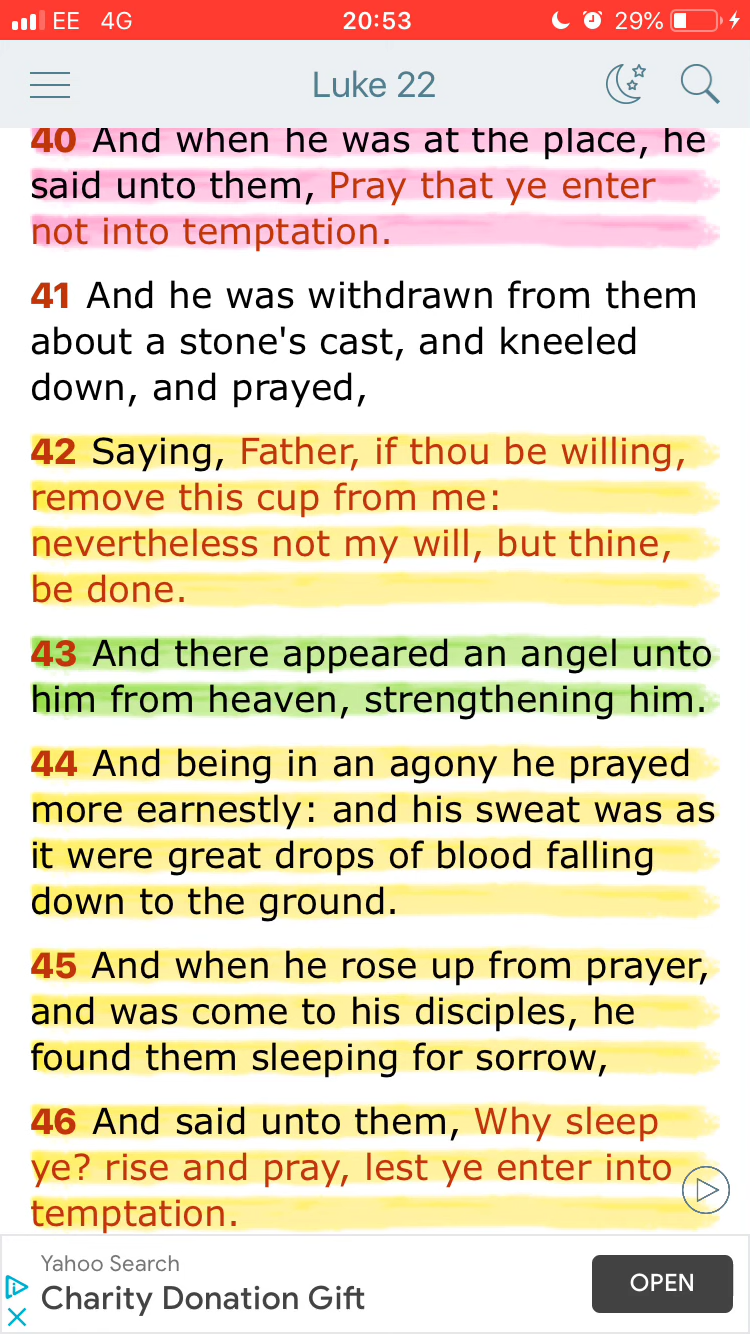 EE 4G 20:53 29%
Luke 22
40 And when he was at the place, he
said unto them, Pray that ye enter
not into temptation.
41 And he was withdrawn from them
about a stone's cast, and kneeled
down, and prayed,
42 Saying, Father, if thou be willing,
remove this cup from me:
nevertheless not my will, but thine,
be done.
43 And there appeared an angel unto
him from heaven, strengthening him.
44 And being in an agony he prayed
more earnestly: and his sweat was as
it were great drops of blood falling
down to the ground.
45 And when he rose up from prayer,
and was come to his disciples, he
found them sleeping for sorrow,
46 And said unto them, Why sleep
ye? rise and pray, lest ye enter into
temptation.
Yahoo Search
Charity Donation Gift
OPEN